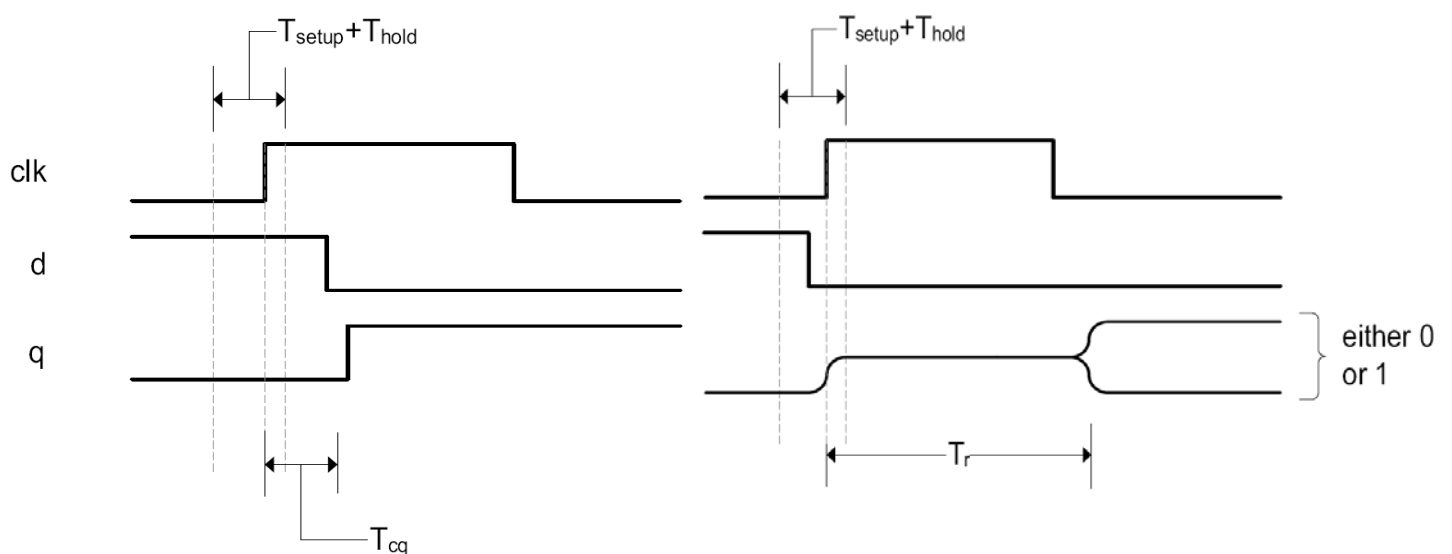 Tsetup+Thold
Tsetup+Thold
clk
d
q
either 0
or 1
Tr
Tcq